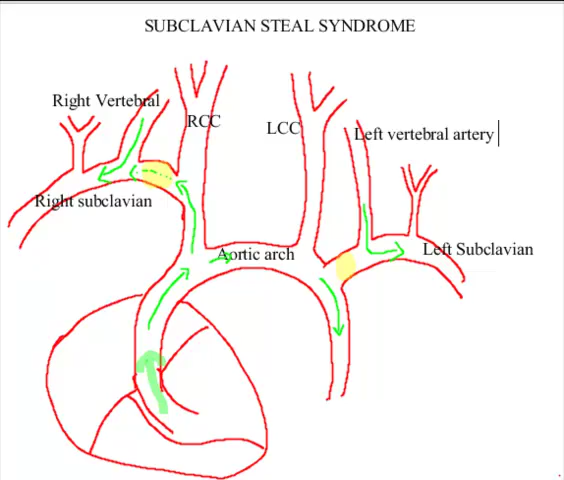 SUBCLAVIAN STEAL SYNDROME
Right Vertebral
RCC
LCC
Left vertebral artery
Right subclavian
Aortic arch
Left Subclavian